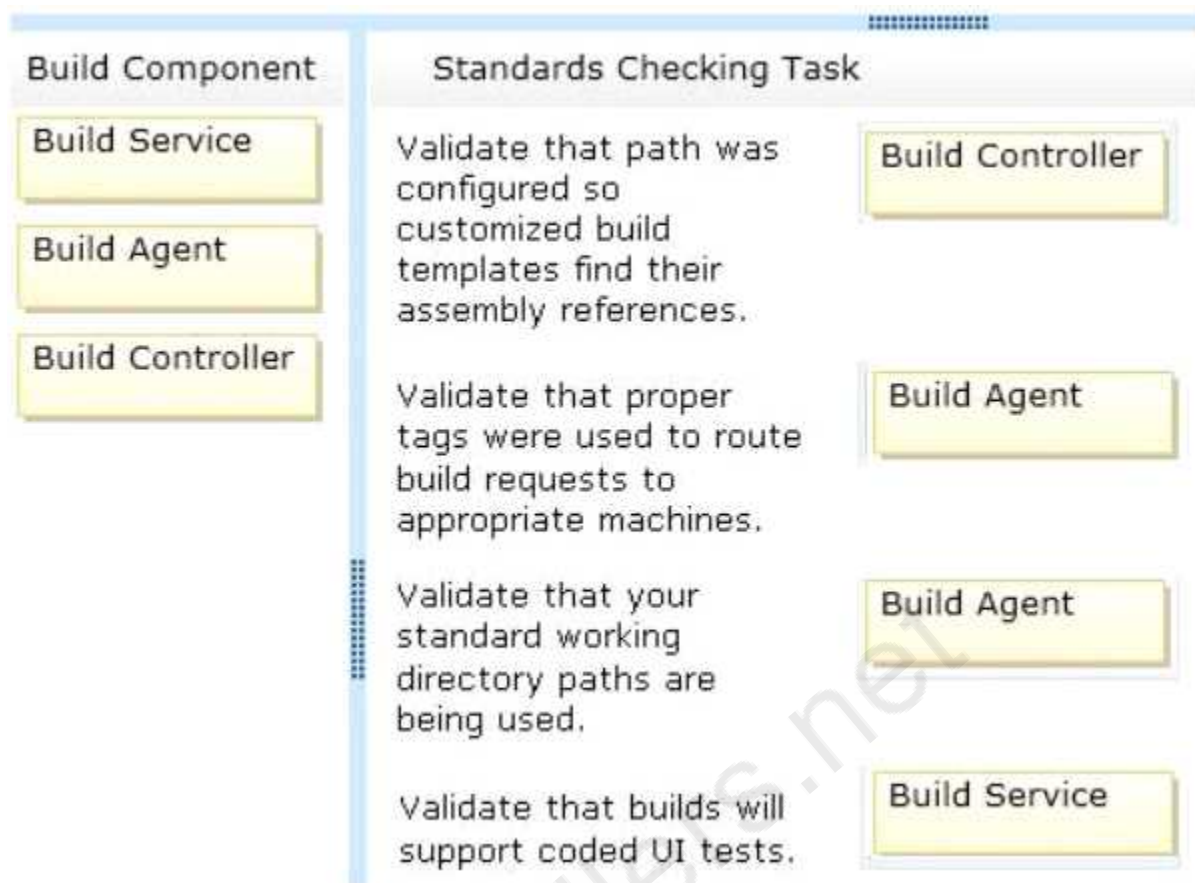 Build Component
Standards Checking Task
Build Service
Build Agent
Build Controller
Validate that path was
configured so
customized build
templates find their
assembly references.
Build Controller
Validate that proper
tags were used to route
build requests to
appropriate machines.
Build Agent
Validate that your
standard working
directory paths are
being used.
Build Agent
Validate that builds will
support coded UI tests.
Build Service